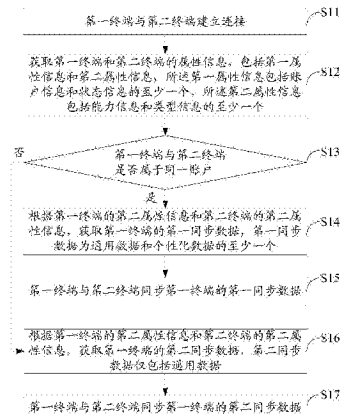 第一终端与第二终端建立连接
S11
获取第一终端和第二终端的属性信息，包括第一属
性信息和第二属性信息，所述第一属性信息包括账
户信息和状态信息的至少一个，所述第二属性信息
包括能力信息和类型信息的至少一个
S12
第一终端与第二终端
是否属于同一账户
S13
否
是
根据第一终端的第二属性信息和第二终端的第二属
性信息，获取第一终端的第一同步数据，第一同步
数据为通用数据和个性化数据的至少一个
S14
第一终端与第二终端同步第一终端的第一同步数据
S15
根据第一终端的第二属性信息和第二终端的第二属
性信息，获取第一终端的第二同步数据，第二同步
数据仅包括通用数据
S16
第一终端与第二终端同步第一终端的第二同步数据
S17